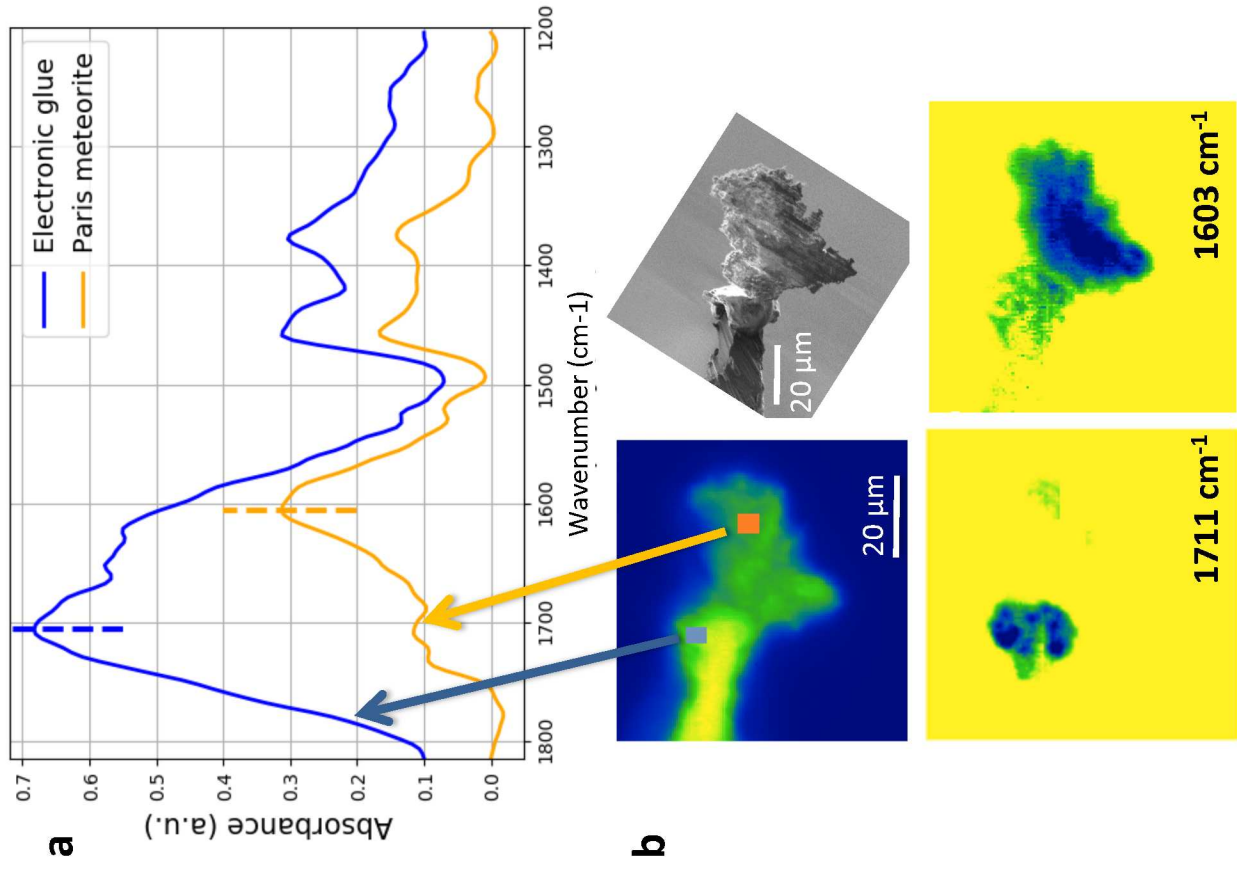 a
Absorbance (a.u.)
0.7
0.6
0.5
0.4
0.3
0.2
0.1
0.0
Electronic glue
Paris meteorite
1800
1700
1600
1500
1400
1300
1200
Wavenumber (cm-1)
b
20 µm
20 µm
1711 cm-1
1603 cm-1